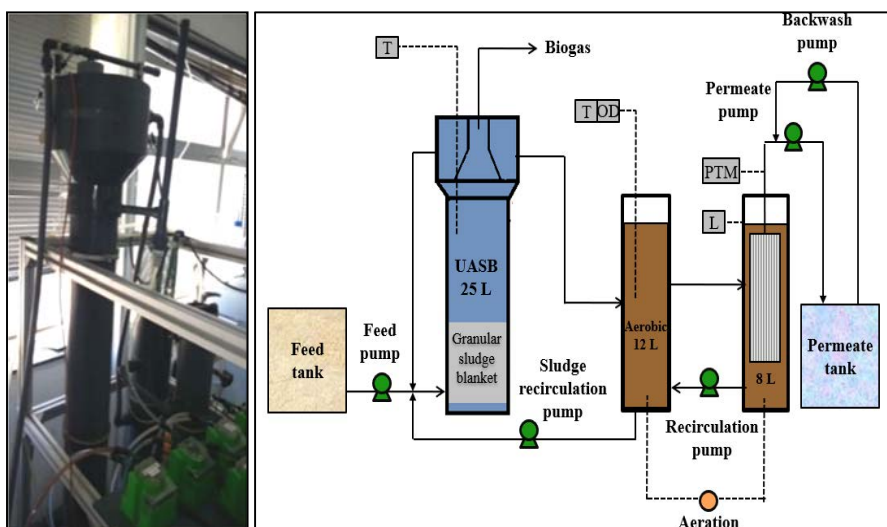 Backwash
pump
T
Biogas
Permeate
pump
T OD
PTM
L
UASB
25 L
Granular
sludge
blanket
Feed
tank
Feed
pump
Sludge
recirculation
pump
Aerobic
12 L
8 L
Recirculation
pump
Permeate
tank
Aeration